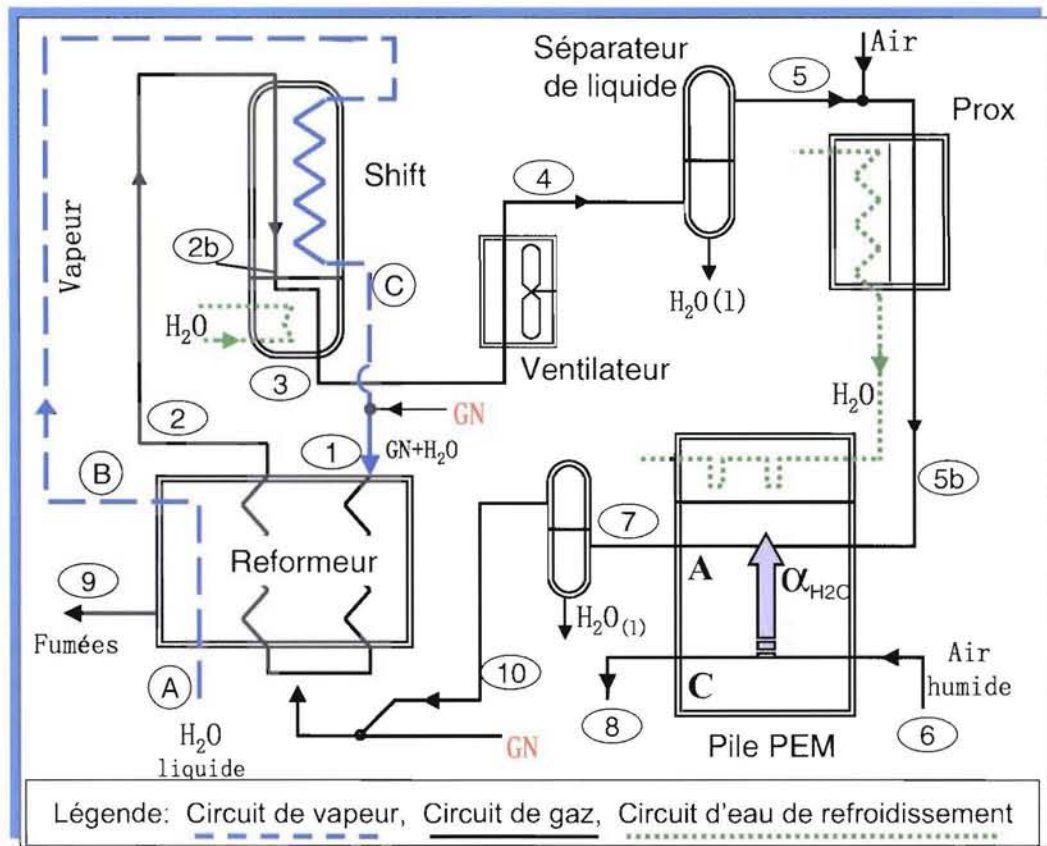 Séparateur
de liquide
5
Air
Prox
Vapeur
Shift
4
2b
C
H₂O
H₂O(l)
Ventilateur
3
H₂O
2
GN
1
GN+H₂O
B
5b
7
Reformeur
A
αH2O
9
H₂O(l)
Fumées
10
Air
humide
A
C
8
6
H₂O
liquide
GN
Pile PEM
Légende: Circuit de vapeur, Circuit de gaz, Circuit d'eau de refroidissement